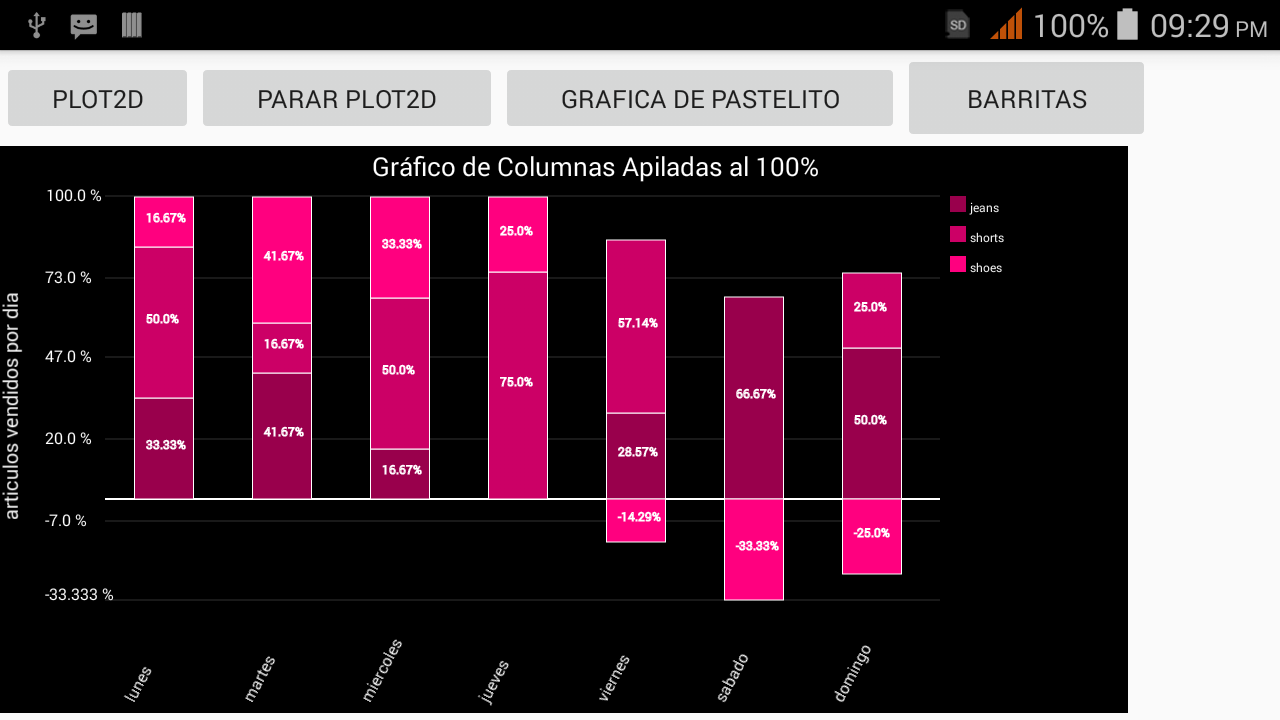 SD 100% 09:29 PM
PLOT2D PARAR PLOT2D GRAFICA DE PASTELITO BARRITAS
Gráfico de Columnas Apiladas al 100%
articulos vendidos por dia
100.0 %
73.0 %
47.0 %
20.0 %
-7.0 %
-33.333 %
16.67%
50.0%
33.33%
41.67%
16.67%
41.67%
33.33%
50.0%
16.67%
25.0%
75.0%
57.14%
28.57%
-14.29%
66.67%
-33.33%
25.0%
50.0%
-25.0%
jeans
shorts
shoes
lunes
martes
miercoles
jueves
viernes
sabado
domingo